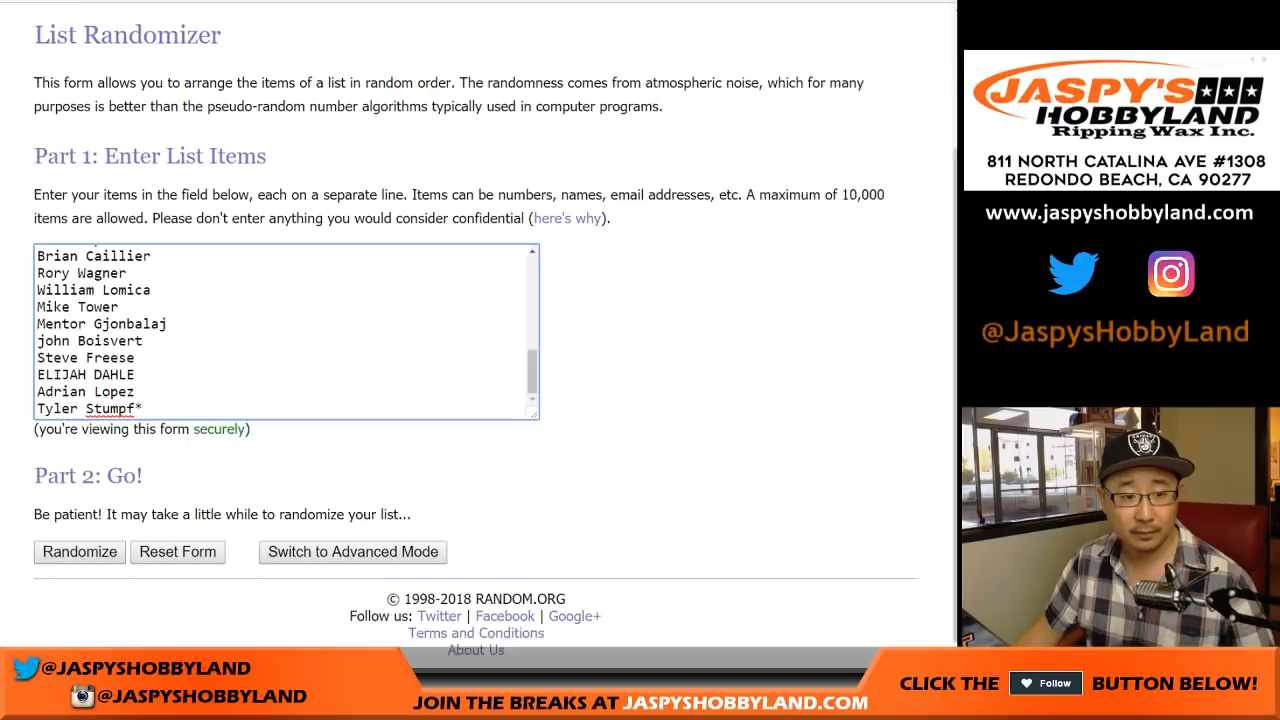 List Randomizer
This form allows you to arrange the items of a list in random order. The randomness comes from atmospheric noise, which for many
purposes is better than the pseudo-random number algorithms typically used in computer programs.
Part 1: Enter List Items
Enter your items in the field below, each on a separate line. Items can be numbers, names, email addresses, etc. A maximum of 10,000
items are allowed. Please don't enter anything you would consider confidential (here's why).
Brian Caillier
Rory Wagner
William Lomica
Mike Tower
Mentor Gjonbalaj
john Boisvert
Steve Freese
ELIJAH DAHLE
Adrian Lopez
Tyler Stumpf*
(you're viewing this form securely)
Part 2: Go!
Be patient! It may take a little while to randomize your list...
Randomize Reset Form Switch to Advanced Mode
© 1998-2018 RANDOM.ORG
Follow us: Twitter | Facebook | Google+
Terms and Conditions
About Us
JASPY'S
HOBBYLAND
Ripping Wax Inc.
811 NORTH CATALINA AVE #1308
REDONDO BEACH, CA 90277
www.jaspyshobbyland.com
@JaspysHobbyLand
@JASPYSHOBBYLAND
@JASPYSHOBBYLAND
JOIN THE BREAKS AT JASPYSHOBBYLAND.COM
CLICK THE Follow BUTTON BELOW!